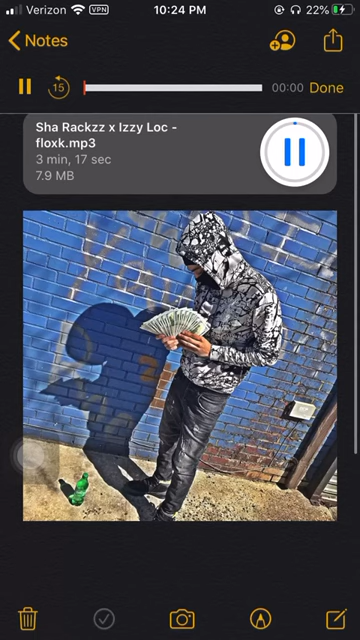 Verizon VPN 10:24 PM 22%
Notes
15 00:00 Done
Sha Rackzz x Izzy Loc -
floxk.mp3
3 min, 17 sec
7.9 MB